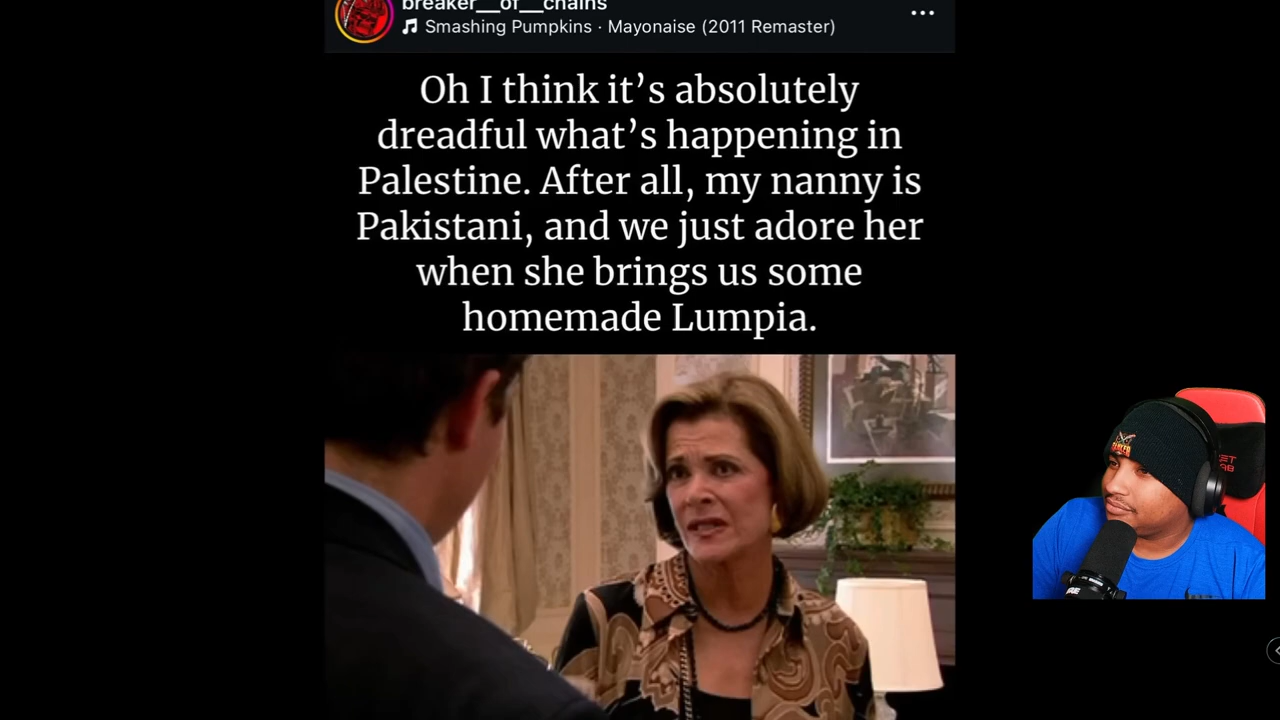 breaker__of__chains
Smashing Pumpkins · Mayonaise (2011 Remaster)
Oh I think it’s absolutely
dreadful what’s happening in
Palestine. After all, my nanny is
Pakistani, and we just adore her
when she brings us some
homemade Lumpia.